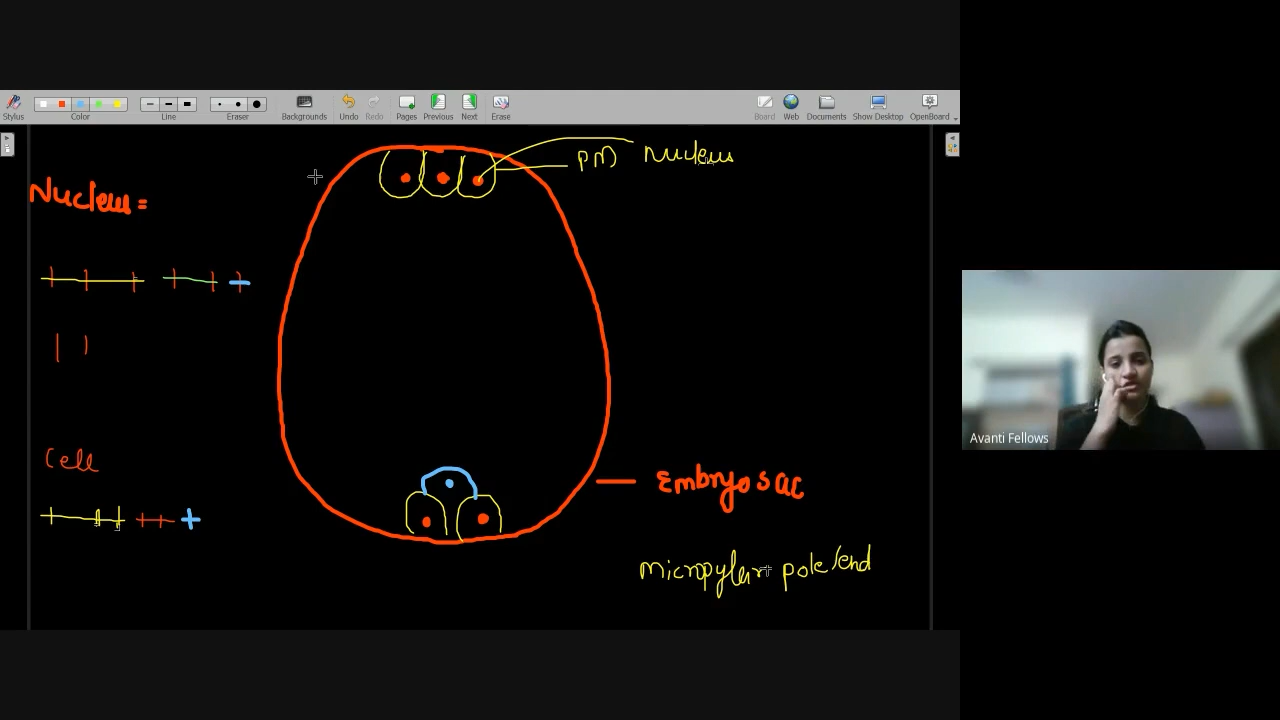 Stylus
Color
Line
Eraser
Backgrounds
Undo
Redo
Pages
Previous
Next
Erase
Board
Web
Documents
Show Desktop
OpenBoard
PM Nucleus
Nucleus =
Cell
Embryo sac
micropylar pole/end
Avanti Fellows